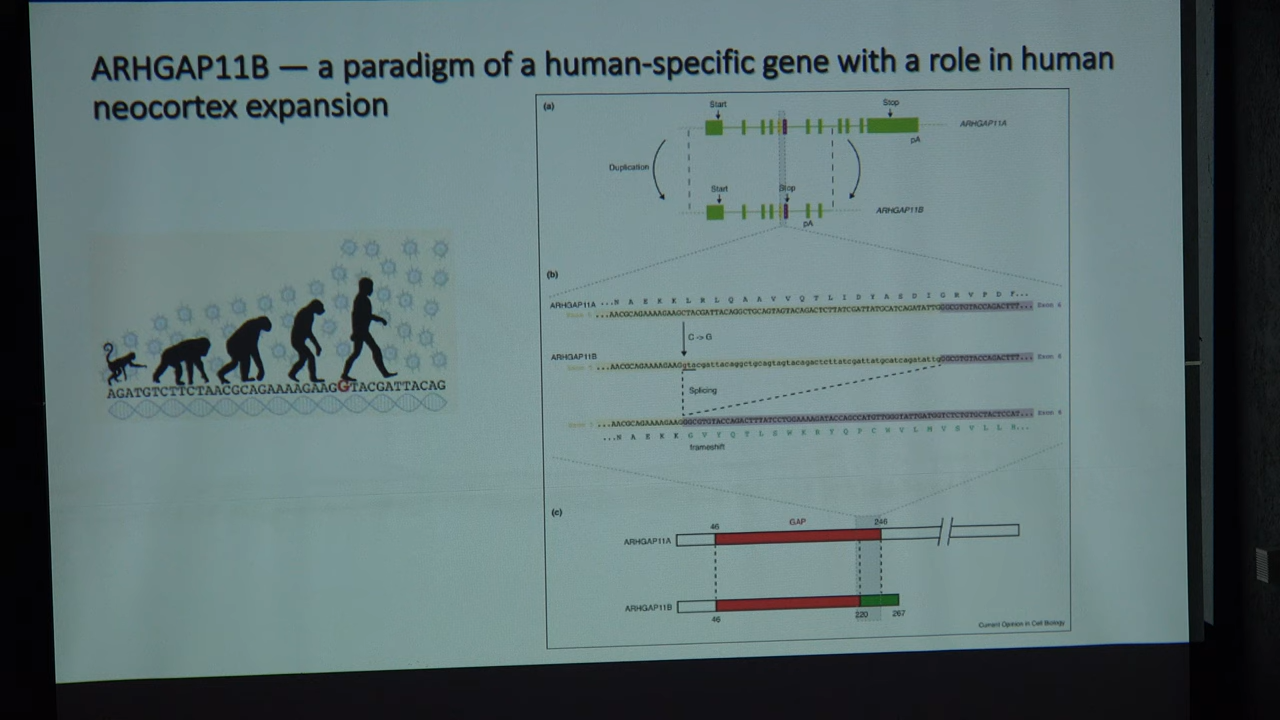 ARHGAP11B — a paradigm of a human-specific gene with a role in human
neocortex expansion
AGATGTCTTCTAACGCAGAAAAGAAGGTACGATTACAG
(a)
Start
Stop
ARHGAP11A
pA
Duplication
Start
Stop
ARHGAP11B
pA
(b)
ARHGAP11A
...N A E K K L R L Q A A V V Q T L I D Y A S D I G R V P D F...
...AACGCAGAAAAGAAGCTACGATTACAGGCTGCAGTAGTACAGACTCTTATCGATTATGCATCAGATATTGGGCGTGTACCAGACTTT...
C -> G
ARHGAP11B
...AACGCAGAAAAGAAGgtacgattacaggctgcagtagtacagactcttatcgattatgcatcagatattgGGCGTGTACCAGACTTT...
Splicing
frameshift
(c)
46
GAP
246
ARHGAP11A
ARHGAP11B
46
220
267
Current Opinion in Cell Biology